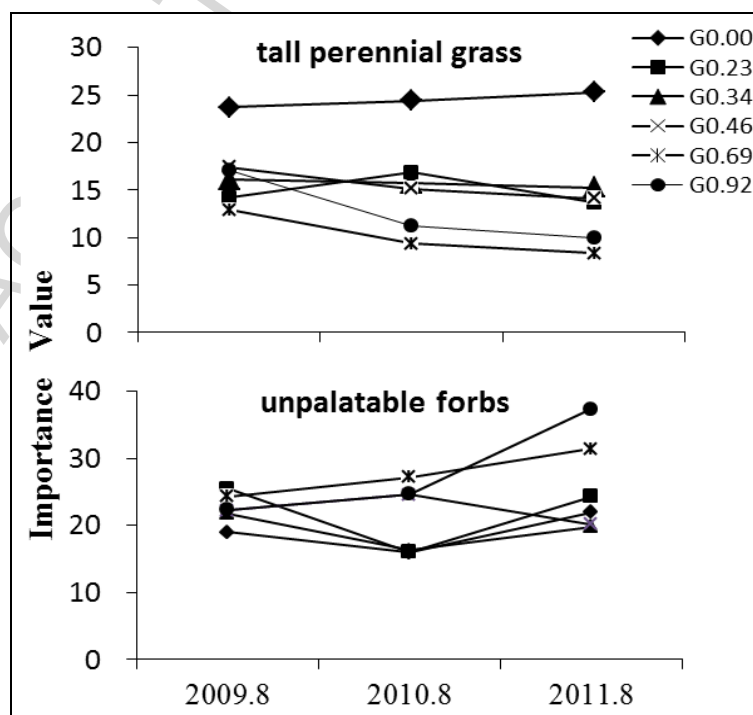 tall perennial grass
30
25
20
15
10
5
0
G0.00
G0.23
G0.34
G0.46
G0.69
G0.92
Importance Value
unpalatable forbs
40
30
20
10
0
2009.8 2010.8 2011.8